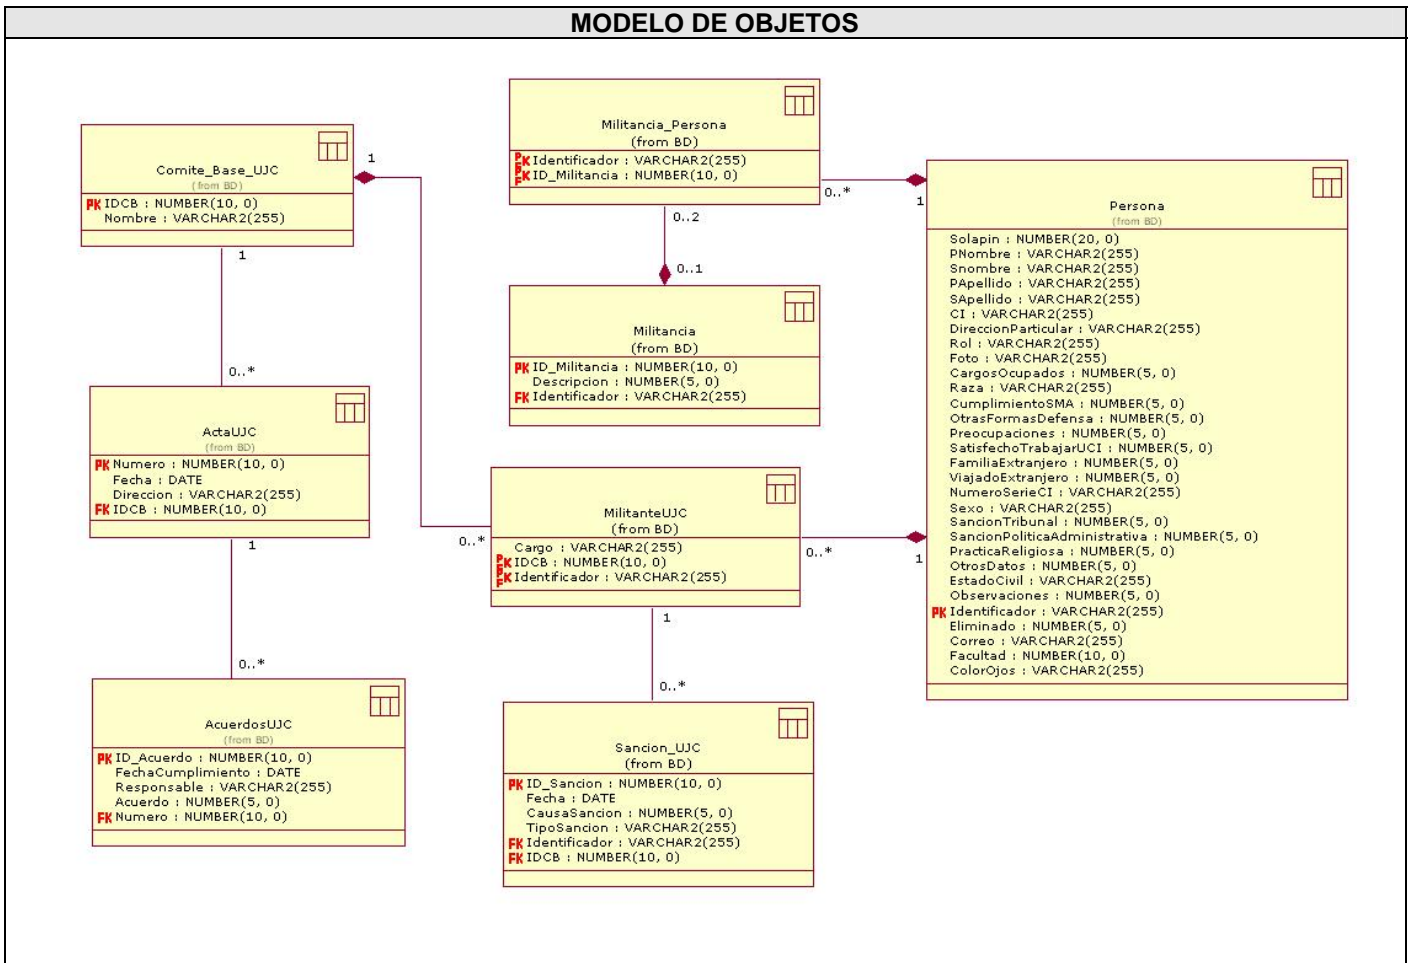 MODELO DE OBJETOS
Comite_Base_UJC
(from BD)
PK IDCB : NUMBER(10, 0)
Nombre : VARCHAR2(255)
1
1
0..*
ActaUJC
(from BD)
PK Numero : NUMBER(10, 0)
Fecha : DATE
Direccion : VARCHAR2(255)
FK IDCB : NUMBER(10, 0)
1
0..*
AcuerdosUJC
(from BD)
PK ID_Acuerdo : NUMBER(10, 0)
FechaCumplimiento : DATE
Responsable : VARCHAR2(255)
Acuerdo : NUMBER(5, 0)
FK Numero : NUMBER(10, 0)
Militancia_Persona
(from BD)
PFK Identificador : VARCHAR2(255)
PFK ID_Militancia : NUMBER(10, 0)
0..*
1
0..2
0..1
Militancia
(from BD)
PK ID_Militancia : NUMBER(10, 0)
Descripcion : NUMBER(5, 0)
FK Identificador : VARCHAR2(255)
MilitanteUJC
(from BD)
Cargo : VARCHAR2(255)
PFK IDCB : NUMBER(10, 0)
PFK Identificador : VARCHAR2(255)
0..*
0..*
1
1
0..*
Sancion_UJC
(from BD)
PK ID_Sancion : NUMBER(10, 0)
Fecha : DATE
CausaSancion : NUMBER(5, 0)
TipoSancion : VARCHAR2(255)
FK Identificador : VARCHAR2(255)
FK IDCB : NUMBER(10, 0)
Persona
(from BD)
Solapin : NUMBER(20, 0)
PNombre : VARCHAR2(255)
Snombre : VARCHAR2(255)
PApellido : VARCHAR2(255)
SApellido : VARCHAR2(255)
CI : VARCHAR2(255)
DireccionParticular : VARCHAR2(255)
Rol : VARCHAR2(255)
Foto : VARCHAR2(255)
CargosOcupados : NUMBER(5, 0)
Raza : VARCHAR2(255)
CumplimientoSMA : NUMBER(5, 0)
OtrasFormasDefensa : NUMBER(5, 0)
Preocupaciones : NUMBER(5, 0)
SatisfechoTrabajarUCI : NUMBER(5, 0)
FamiliaExtranjero : NUMBER(5, 0)
ViajadoExtranjero : NUMBER(5, 0)
NumeroSerieCI : VARCHAR2(255)
Sexo : VARCHAR2(255)
SancionTribunal : NUMBER(5, 0)
SancionPoliticaAdministrativa : NUMBER(5, 0)
PracticaReligiosa : NUMBER(5, 0)
OtrosDatos : NUMBER(5, 0)
EstadoCivil : VARCHAR2(255)
Observaciones : NUMBER(5, 0)
PK Identificador : VARCHAR2(255)
Eliminado : NUMBER(5, 0)
Correo : VARCHAR2(255)
Facultad : NUMBER(10, 0)
ColorOjos : VARCHAR2(255)